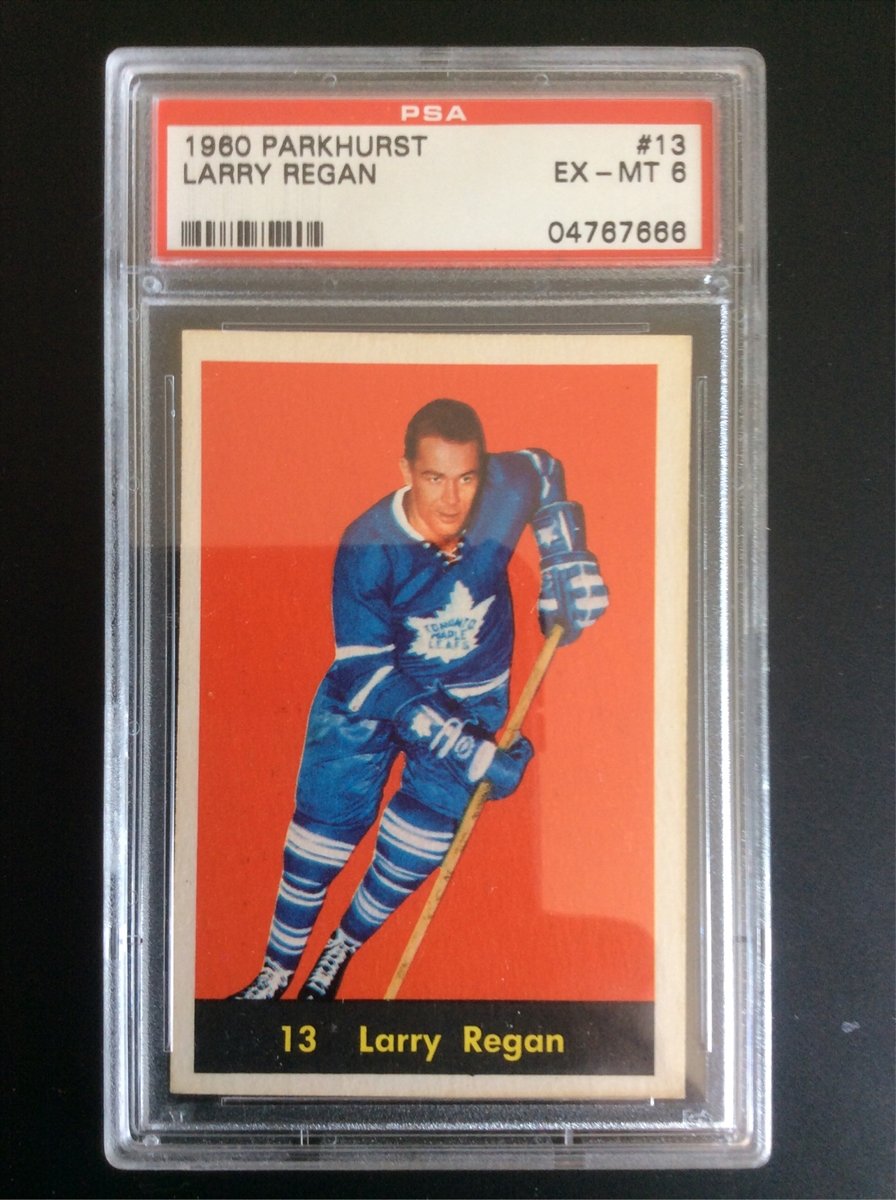 PSA
1960 PARKHURST #13
LARRY REGAN EX-MT 6
04767666
TORONTO
MAPLE
LEAFS
13 Larry Regan